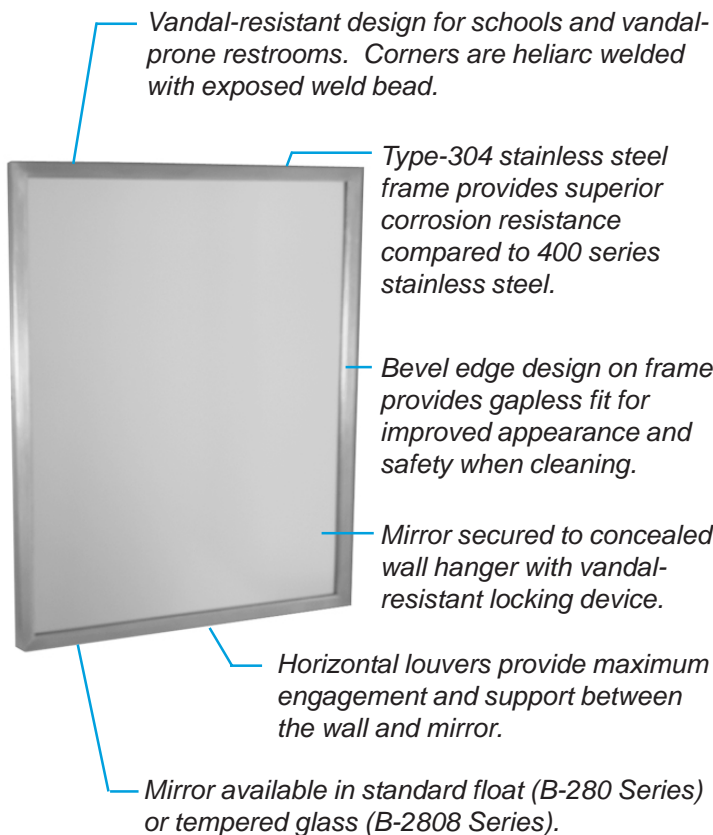 Vandal-resistant design for schools and vandal-
prone restrooms.  Corners are heliarc welded
with exposed weld bead.
Type-304 stainless steel
frame provides superior
corrosion resistance
compared to 400 series
stainless steel.
Bevel edge design on frame
provides gapless fit for
improved appearance and
safety when cleaning.
Mirror secured to concealed
wall hanger with vandal-
resistant locking device.
Horizontal louvers provide maximum
engagement and support between
the wall and mirror.
Mirror available in standard float (B-280 Series)
or tempered glass (B-2808 Series).